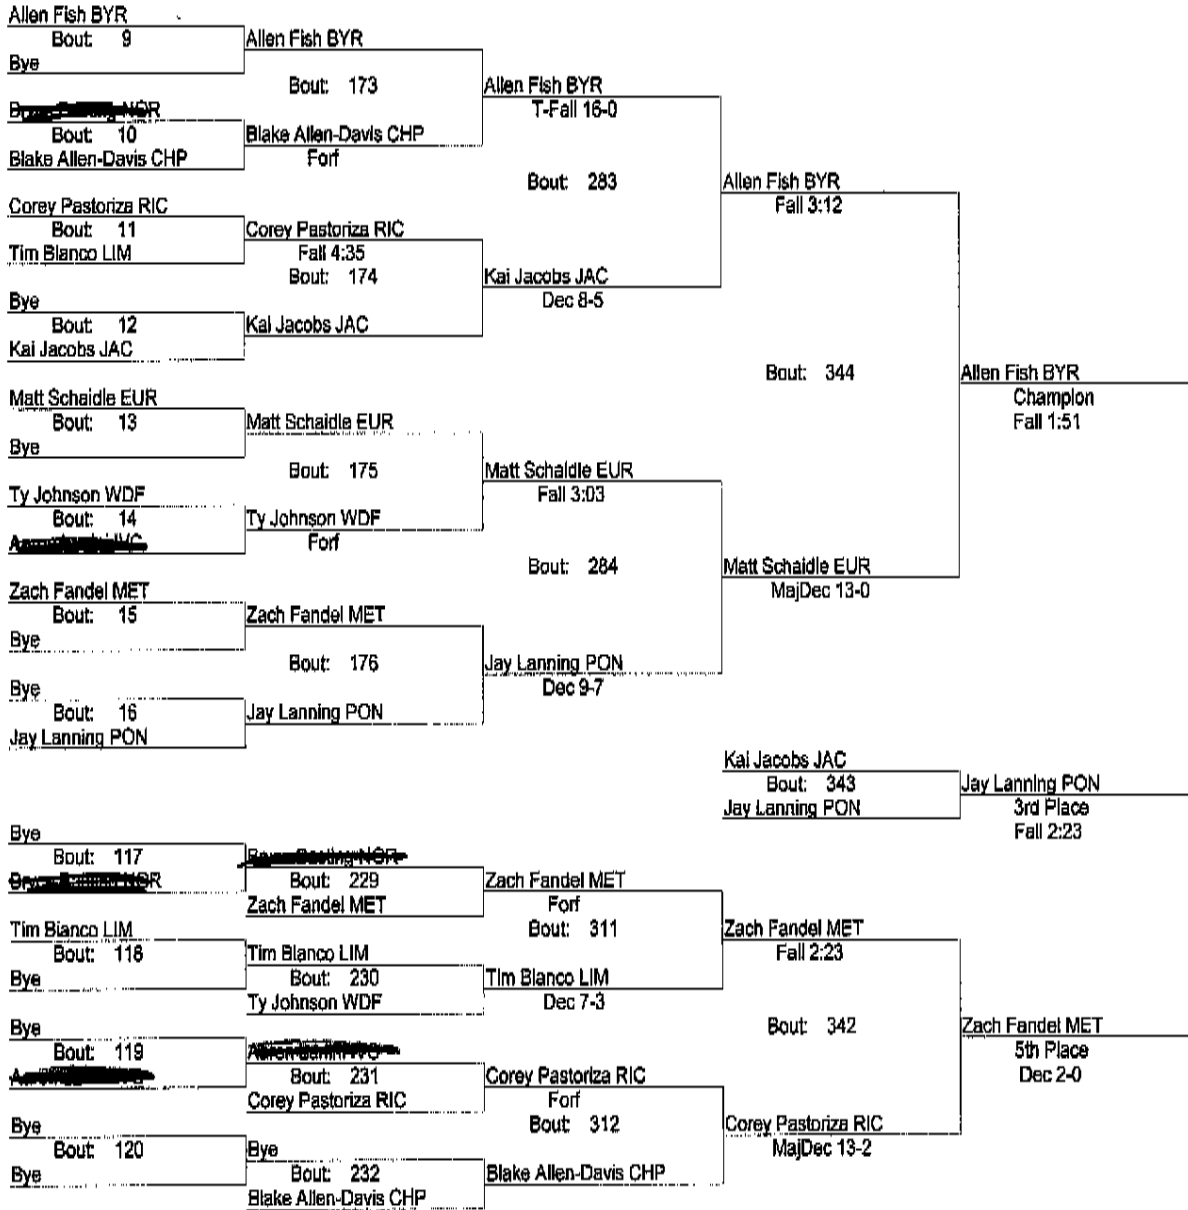 Allen Fish BYR
Bout: 9
Bye
Allen Fish BYR
Bout: 173
NOR
Bout: 10
Blake Allen-Davis CHP
Blake Allen-Davis CHP
Forf
Allen Fish BYR
T-Fall 16-0
Bout: 283
Corey Pastoriza RIC
Bout: 11
Tim Bianco LIM
Corey Pastoriza RIC
Fall 4:35
Bout: 174
Bye
Bout: 12
Kai Jacobs JAC
Kai Jacobs JAC
Kai Jacobs JAC
Dec 8-5
Allen Fish BYR
Fall 3:12
Bout: 344
Matt Schaidle EUR
Bout: 13
Bye
Matt Schaidle EUR
Bout: 175
Ty Johnson WDF
Bout: 14
Ty Johnson WDF
Forf
Matt Schaidle EUR
Fall 3:03
Bout: 284
Zach Fandel MET
Bout: 15
Bye
Zach Fandel MET
Bout: 176
Bye
Bout: 16
Jay Lanning PON
Jay Lanning PON
Jay Lanning PON
Dec 9-7
Matt Schaidle EUR
MajDec 13-0
Allen Fish BYR
Champion
Fall 1:51
Kai Jacobs JAC
Bout: 343
Jay Lanning PON
Jay Lanning PON
3rd Place
Fall 2:23
Bye
Bout: 117
NOR
NOR
Bout: 229
Zach Fandel MET
Zach Fandel MET
Forf
Bout: 311
Tim Bianco LIM
Bout: 118
Bye
Tim Bianco LIM
Bout: 230
Ty Johnson WDF
Tim Bianco LIM
Dec 7-3
Zach Fandel MET
Fall 2:23
Bout: 342
Bye
Bout: 119
Bout: 231
Corey Pastoriza RIC
Corey Pastoriza RIC
Forf
Bout: 312
Bye
Bout: 120
Bye
Bye
Bout: 232
Blake Allen-Davis CHP
Blake Allen-Davis CHP
Corey Pastoriza RIC
MajDec 13-2
Zach Fandel MET
5th Place
Dec 2-0